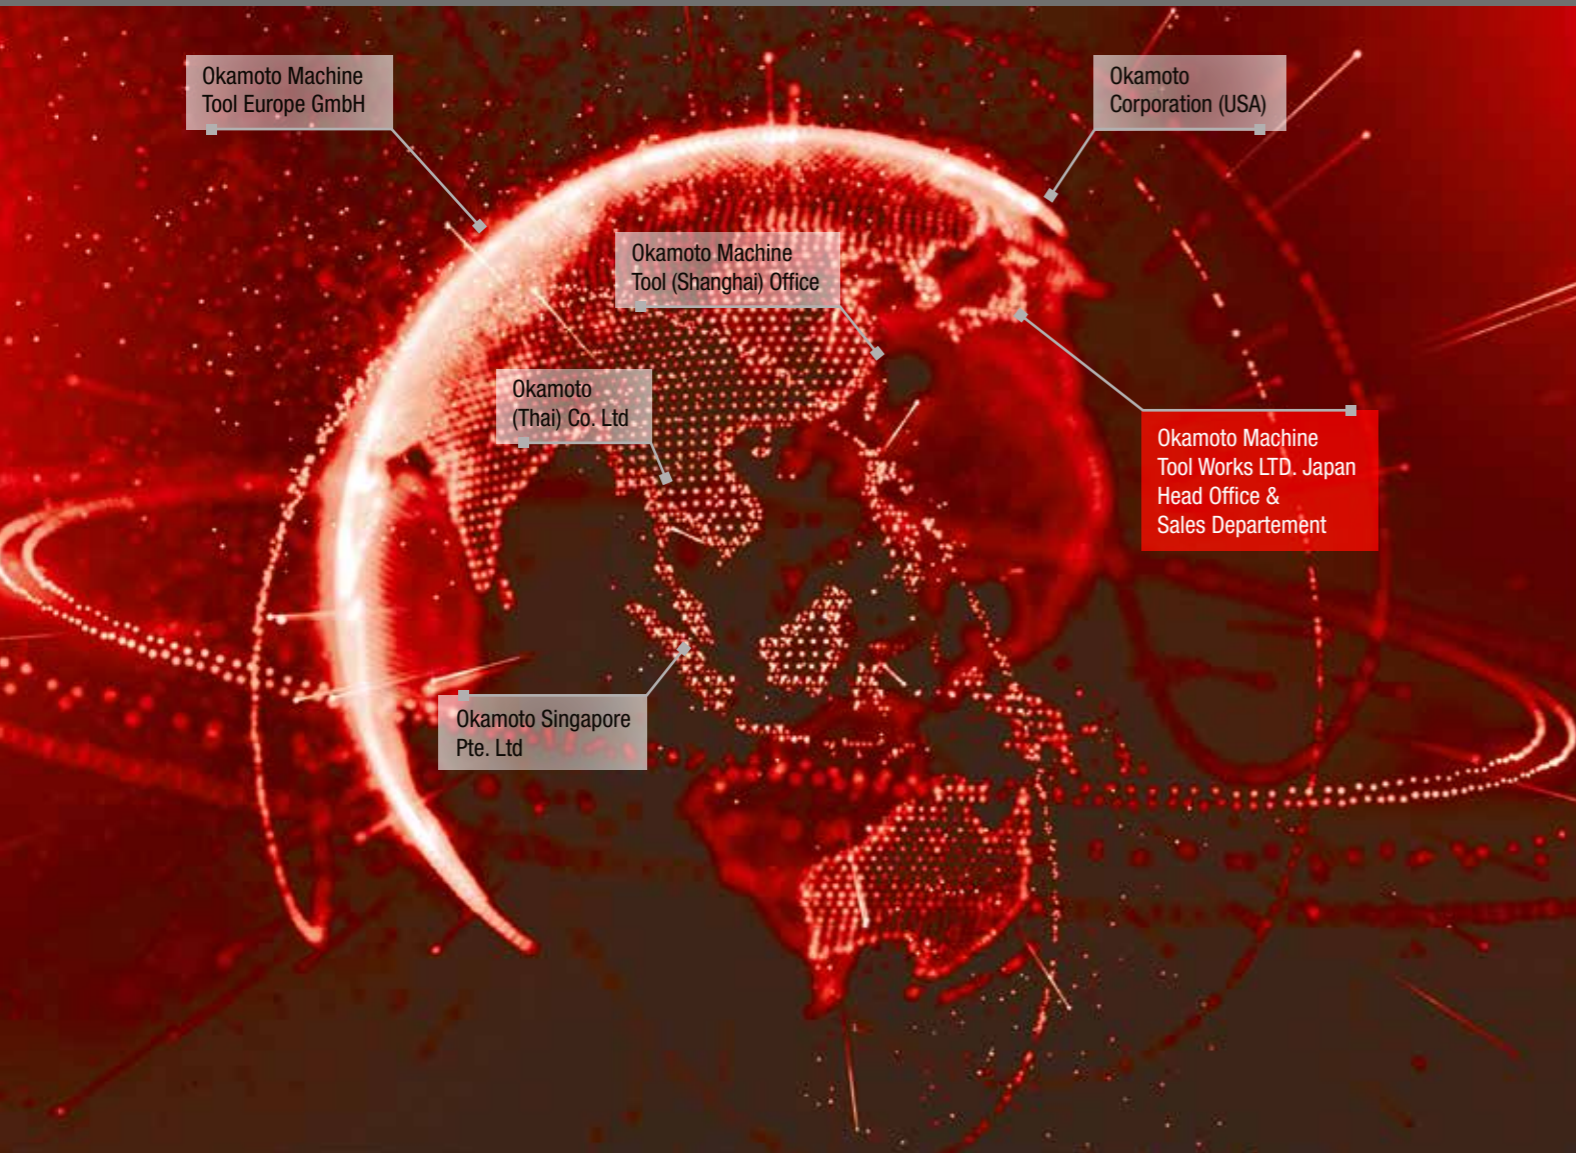 Okamoto Machine
Tool Europe GmbH
Okamoto
Corporation (USA)
Okamoto Machine
Tool (Shanghai) Office
Okamoto
(Thai) Co. Ltd
Okamoto Machine
Tool Works LTD. Japan
Head Office &
Sales Departement
Okamoto Singapore
Pte. Ltd